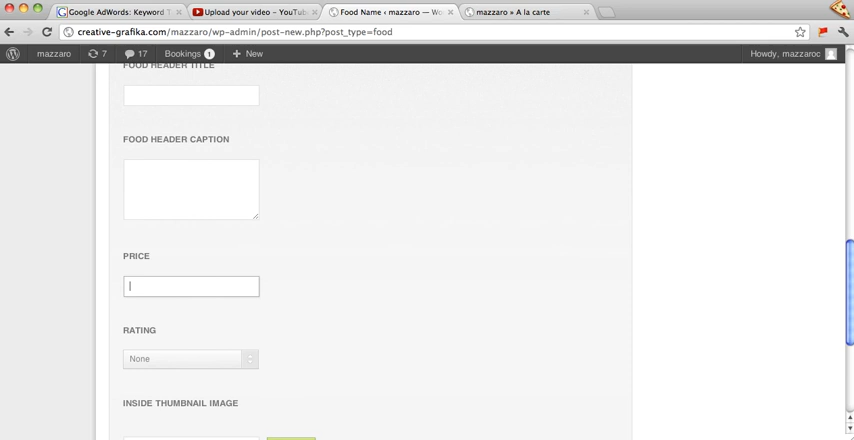 Google AdWords: Keyword T
Upload your video – YouTub
Food Name ‹ mazzaro — Wo
mazzaro » A la carte
creative-grafika.com/mazzaro/wp-admin/post-new.php?post_type=food
mazzaro
7
17
Bookings 1
+ New
Howdy, mazzaroc
FOOD HEADER TITLE
FOOD HEADER CAPTION
PRICE
RATING
None
INSIDE THUMBNAIL IMAGE